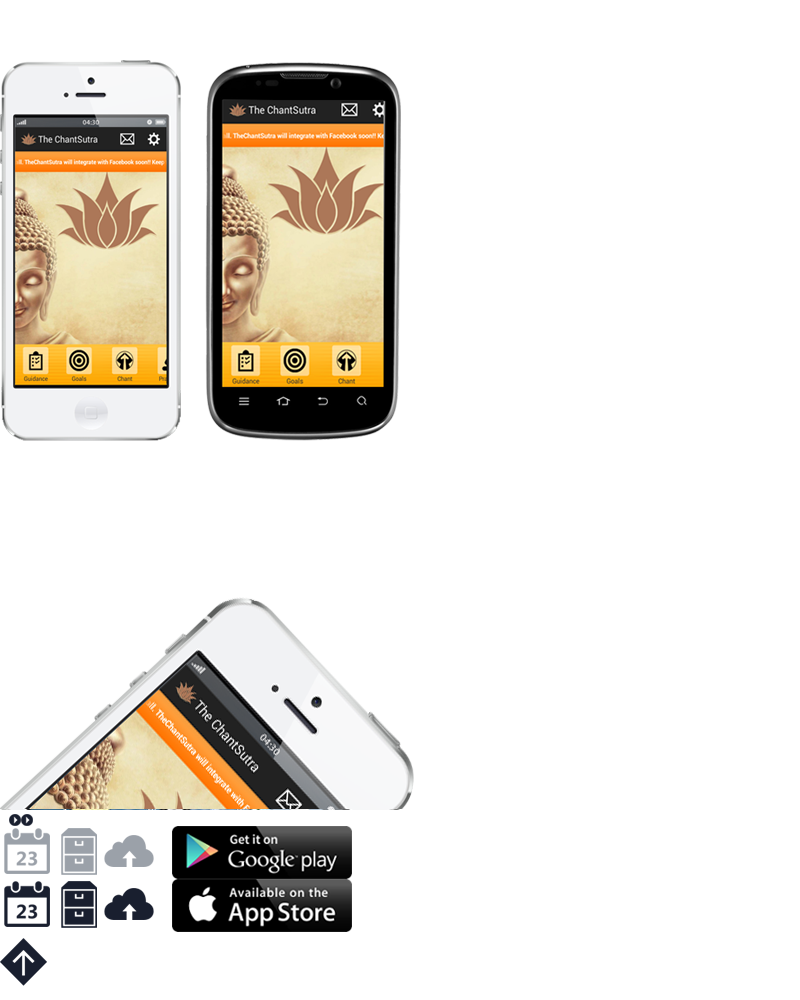 04:30
The ChantSutra
ll. TheChantSutra will integrate with Facebook soon!! Keep
Guidance Goals Chant
The ChantSutra
ll. TheChantSutra will integrate with Facebook soon!! Ke
Guidance Goals Chant
04:30
The ChantSutra
ll. TheChantSutra will integrate with F
23
Get it on
Google play
23
Available on the
App Store